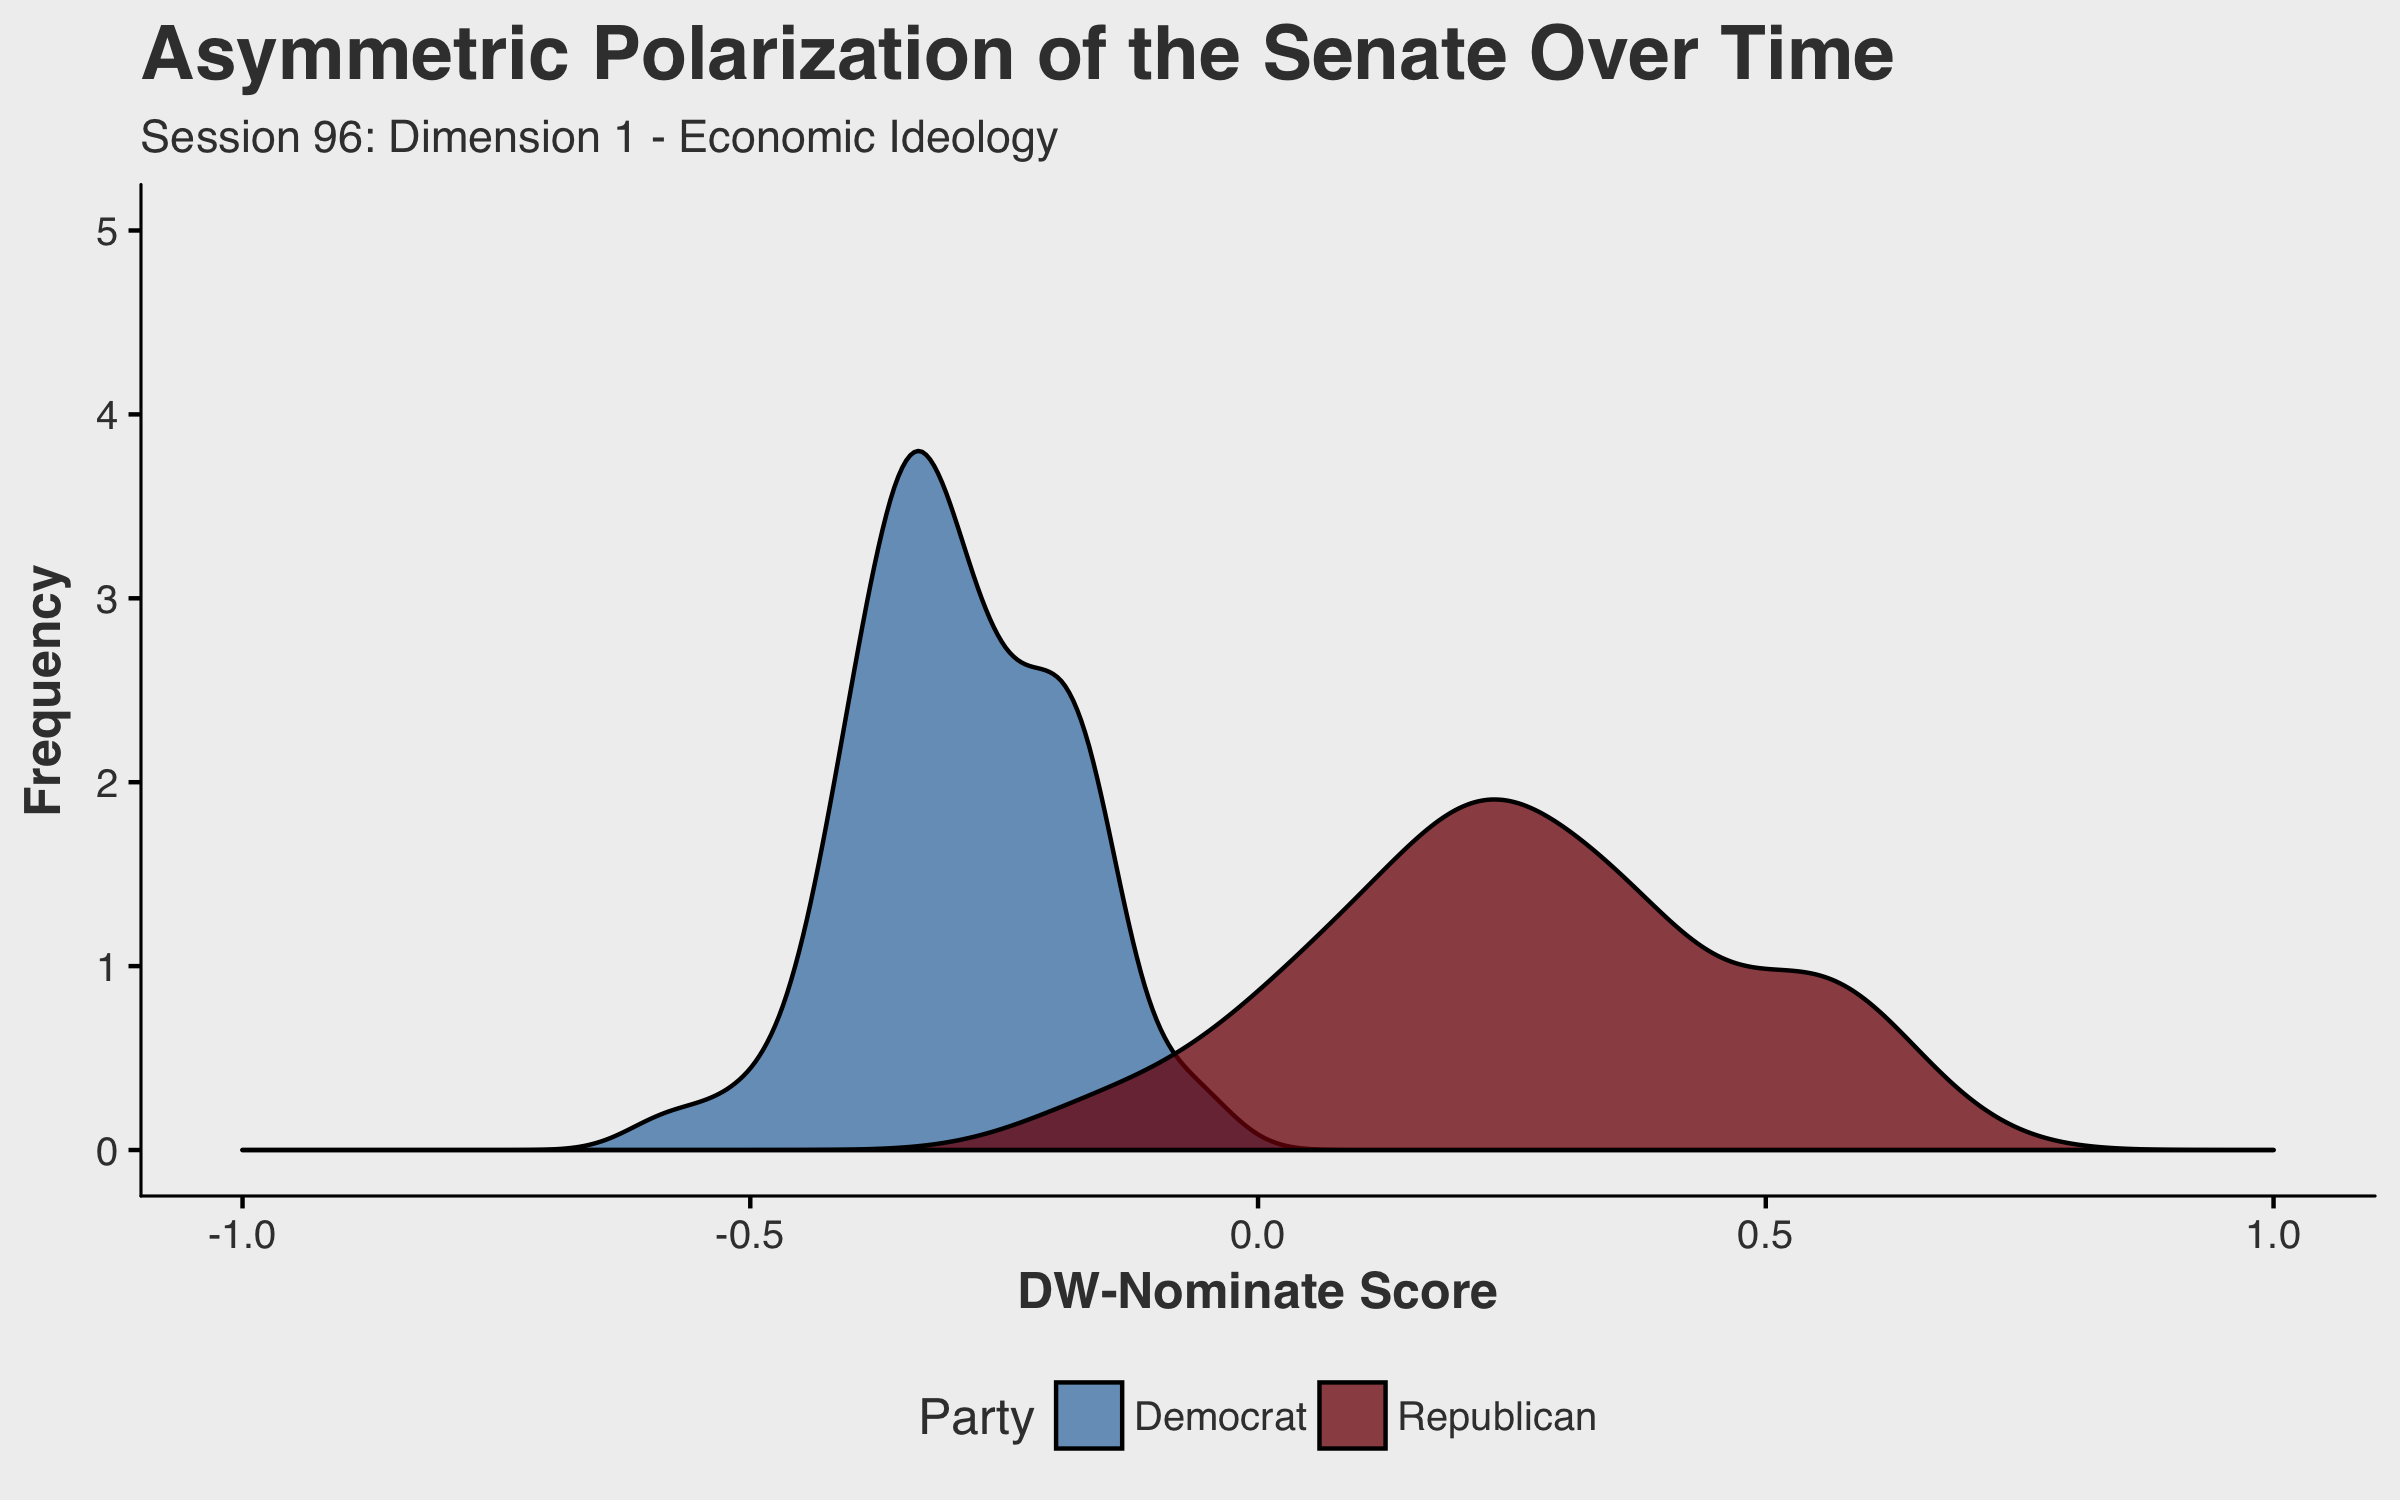 Asymmetric Polarization of the Senate Over Time
Session 96: Dimension 1 - Economic Ideology
5
4
3
2
1
0
Frequency
-1.0 -0.5 0.0 0.5 1.0
DW-Nominate Score
Party Democrat Republican